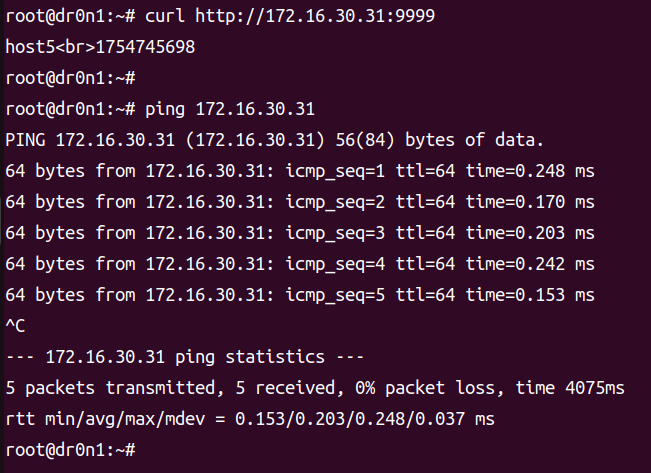 root@dr0n1:~# curl http://172.16.30.31:9999
host5<br>1754745698
root@dr0n1:~#
root@dr0n1:~# ping 172.16.30.31
PING 172.16.30.31 (172.16.30.31) 56(84) bytes of data.
64 bytes from 172.16.30.31: icmp_seq=1 ttl=64 time=0.248 ms
64 bytes from 172.16.30.31: icmp_seq=2 ttl=64 time=0.170 ms
64 bytes from 172.16.30.31: icmp_seq=3 ttl=64 time=0.203 ms
64 bytes from 172.16.30.31: icmp_seq=4 ttl=64 time=0.242 ms
64 bytes from 172.16.30.31: icmp_seq=5 ttl=64 time=0.153 ms
^C
--- 172.16.30.31 ping statistics ---
5 packets transmitted, 5 received, 0% packet loss, time 4075ms
rtt min/avg/max/mdev = 0.153/0.203/0.248/0.037 ms
root@dr0n1:~#